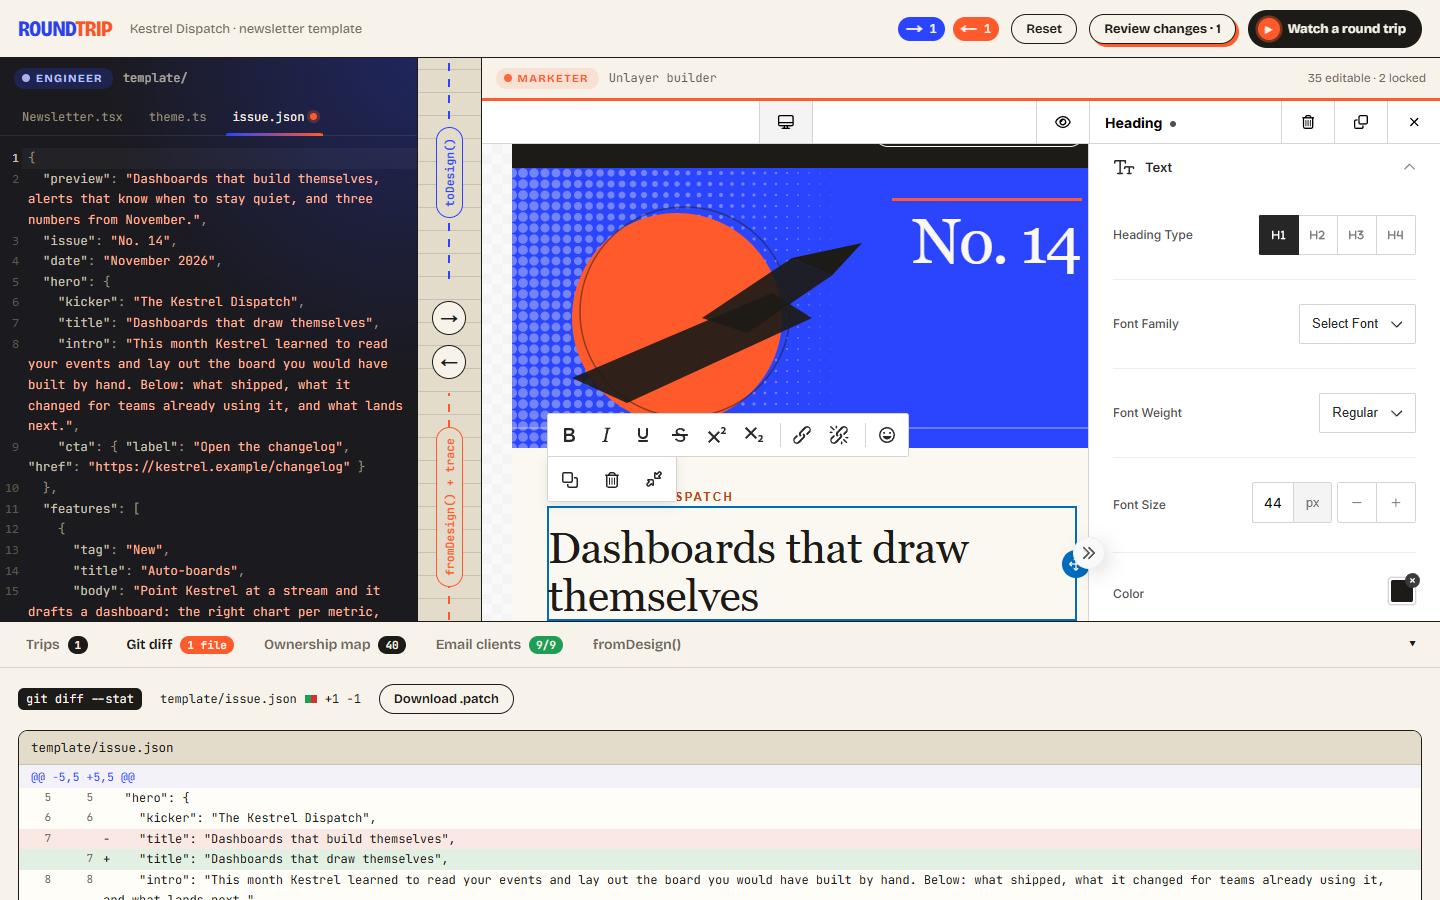 ROUNDTRIP Kestrel Dispatch · newsletter template → 1 ← 1 Reset Review changes · 1 Watch a round trip
ENGINEER template/
Newsletter.tsx theme.ts issue.json
1 {
2 "preview": "Dashboards that build themselves,
alerts that know when to stay quiet, and three
numbers from November.",
3 "issue": "No. 14",
4 "date": "November 2026",
5 "hero": {
6 "kicker": "The Kestrel Dispatch",
7 "title": "Dashboards that draw themselves",
8 "intro": "This month Kestrel learned to read
your events and lay out the board you would have
built by hand. Below: what shipped, what it
changed for teams already using it, and what lands
next.",
9 "cta": { "label": "Open the changelog",
"href": "https://kestrel.example/changelog" }
10 },
11 "features": [
12 {
13 "tag": "New",
14 "title": "Auto-boards",
15 "body": "Point Kestrel at a stream and it
drafts a dashboard: the right chart per metric,
toDesign()
→
←
fromDesign() + trace
MARKETER Unlayer builder 35 editable · 2 locked
No. 14
B I U S X² X₂
SPATCH
Dashboards that draw
themselves
Heading
Text
Heading Type H1 H2 H3 H4
Font Family Select Font
Font Weight Regular
Font Size 44 px − +
Color
Trips 1 Git diff 1 file Ownership map 40 Email clients 9/9 fromDesign()
git diff --stat template/issue.json +1 -1 Download .patch
template/issue.json
@@ -5,5 +5,5 @@
5 5 "hero": {
6 6 "kicker": "The Kestrel Dispatch",
7 - "title": "Dashboards that build themselves",
7 + "title": "Dashboards that draw themselves",
8 8 "intro": "This month Kestrel learned to read your events and lay out the board you would have built by hand. Below: what shipped, what it changed for teams already using it,
and what lands next."